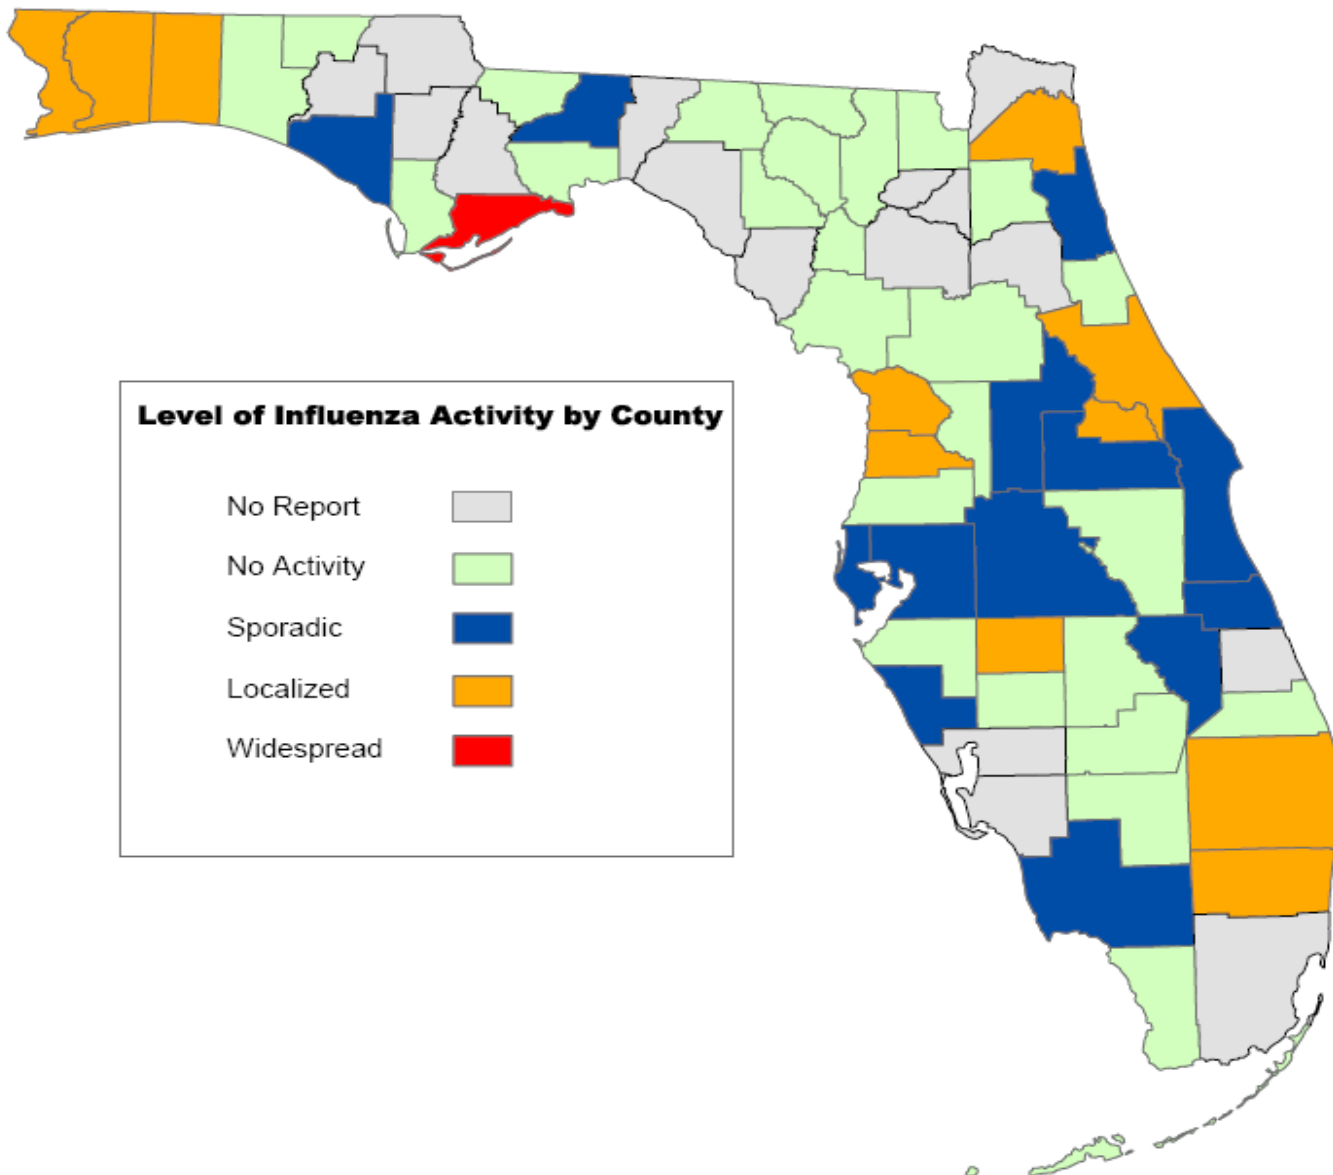 Level of Influenza Activity by County
No Report
No Activity
Sporadic
Localized
Widespread